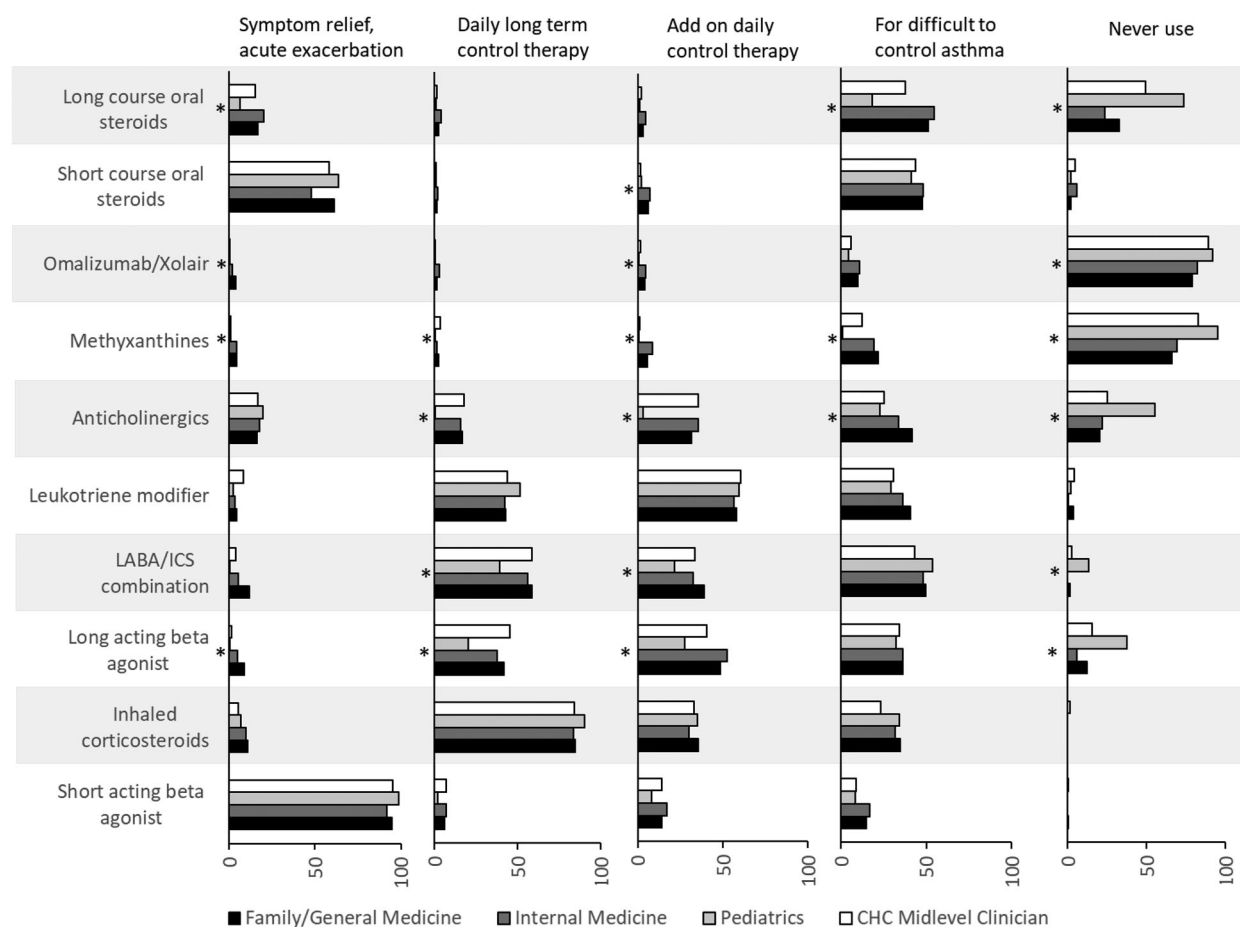 Symptom relief,
acute exacerbation
Daily long term
control therapy
Add on daily
control therapy
For difficult to
control asthma
Never use
Long course oral
steroids
*
*
*
Short course oral
steroids
*
Omalizumab/Xolair
*
*
*
Methyxanthines
*
*
*
*
*
Anticholinergics
*
*
*
*
Leukotriene modifier
LABA/ICS
combination
*
*
*
Long acting beta
agonist
*
*
*
*
Inhaled
corticosteroids
Short acting beta
agonist
0 50 100
0 50 100
0 50 100
0 50 100
0 50 100
Family/General Medicine
Internal Medicine
Pediatrics
CHC Midlevel Clinician